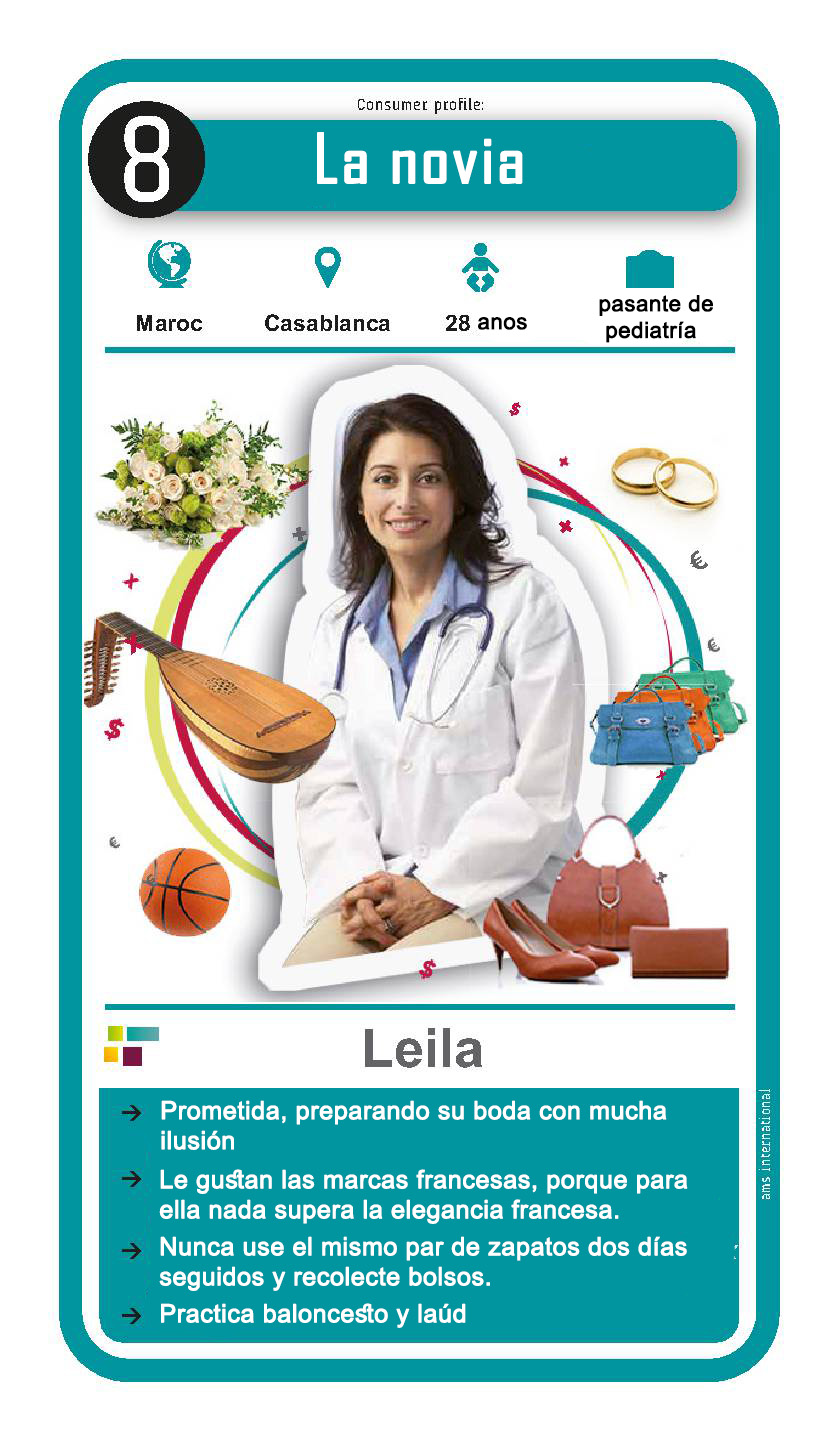 Consumer profile:
8
La novia
Maroc
Casablanca
28 anos
pasante de
pediatría
$
€
€
$
€
$
Leila
→ Prometida, preparando su boda con mucha
ilusión
→ Le gustan las marcas francesas, porque para
ella nada supera la elegancia francesa.
→ Nunca use el mismo par de zapatos dos días
seguidos y recolecte bolsos.
→ Practica baloncesto y laúd
ams international